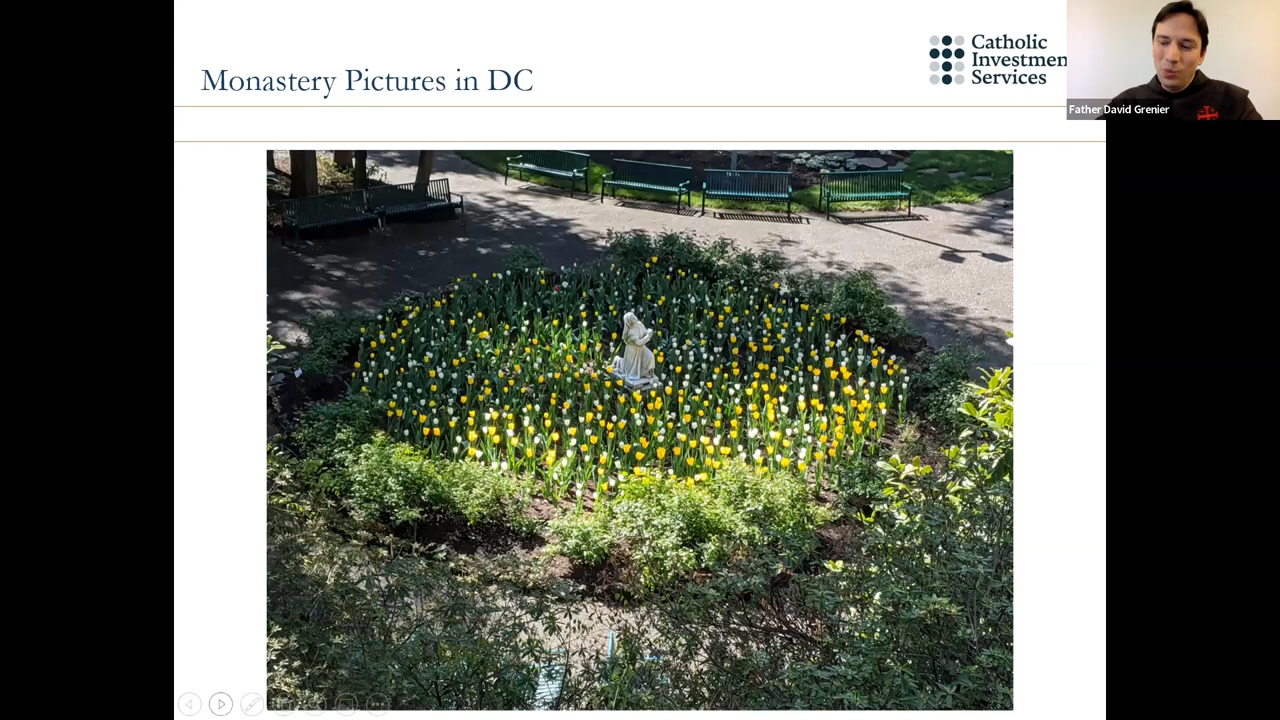 Monastery Pictures in DC
Catholic
Investmen
Services
Father David Grenier